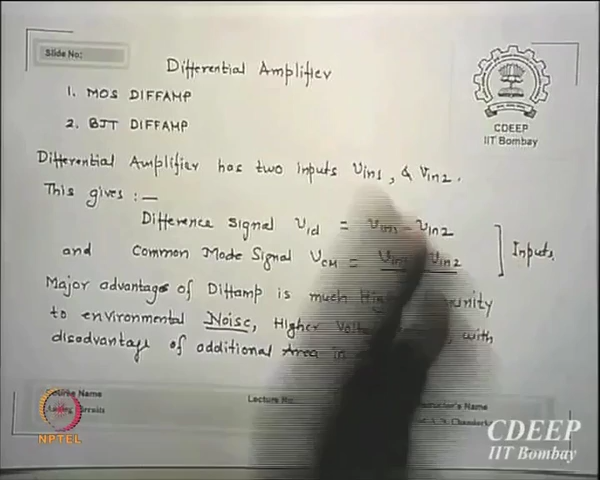 Slide No:
Differential Amplifier
1. MOS DIFFAMP
2. BJT DIFFAMP
CDEEP
IIT Bombay
Differential Amplifier has two inputs Vin1, & Vin2.
This gives :—
Difference Signal Vid = Vin1 - Vin2
and Common Mode Signal VCM = Vin2
] Inputs.
Major advantages of Diffamp is much
to environmental Noise, Higher with
disadvantage of additional Area in
Course Name
Lecture No.
Instructor's Name
Circuits
NPTEL
CDEEP
IIT Bombay